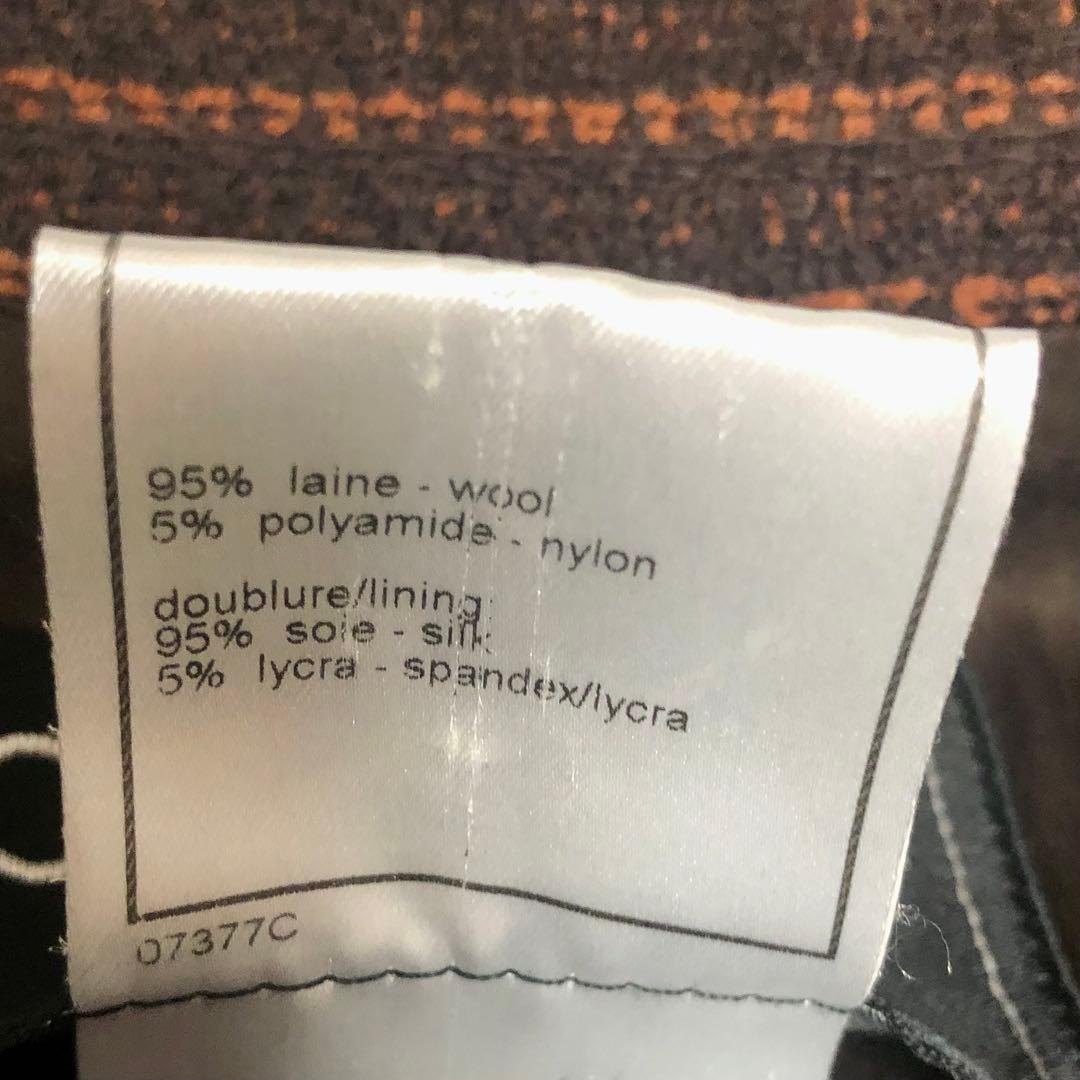 95% laine - wool
5% polyamide - nylon
doublure/lining:
95% soie - silk
5% lycra - spandex/lycra
07377C